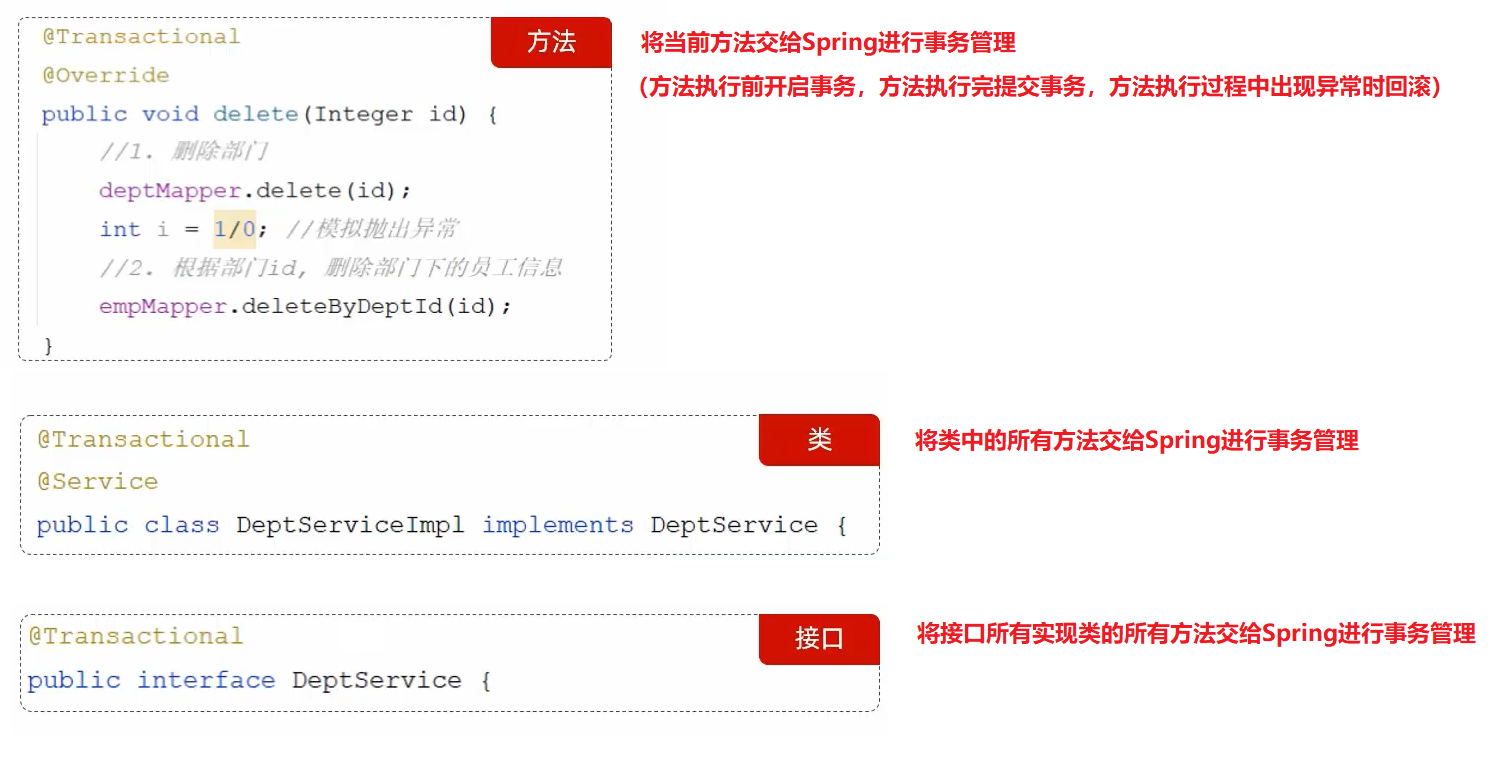 @Transactional
方法
将当前方法交给Spring进行事务管理
@Override
(方法执行前开启事务，方法执行完提交事务，方法执行过程中出现异常时回滚)
public void delete(Integer id) {
//1. 删除部门
deptMapper.delete(id);
int i = 1/0; //模拟抛出异常
//2. 根据部门id, 删除部门下的员工信息
empMapper.deleteByDeptId(id);
}
@Transactional
类
将类中的所有方法交给Spring进行事务管理
@Service
public class DeptServiceImpl implements DeptService {
@Transactional
接口
将接口所有实现类的所有方法交给Spring进行事务管理
public interface DeptService {